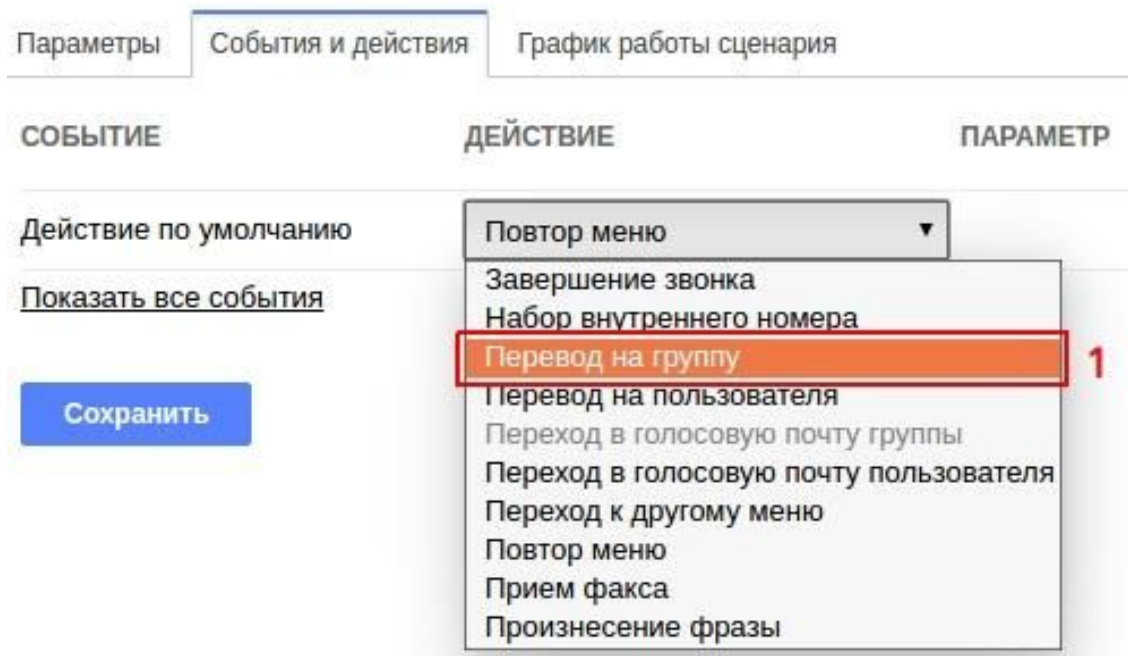 Параметры События и действия График работы сценария
СОБЫТИЕ ДЕЙСТВИЕ ПАРАМЕТР
Действие по умолчанию Повтор меню
Показать все события
Завершение звонка
Набор внутреннего номера
Перевод на группу 1
Перевод на пользователя
Сохранить
Переход в голосовую почту группы
Переход в голосовую почту пользователя
Переход к другому меню
Повтор меню
Прием факса
Произнесение фразы